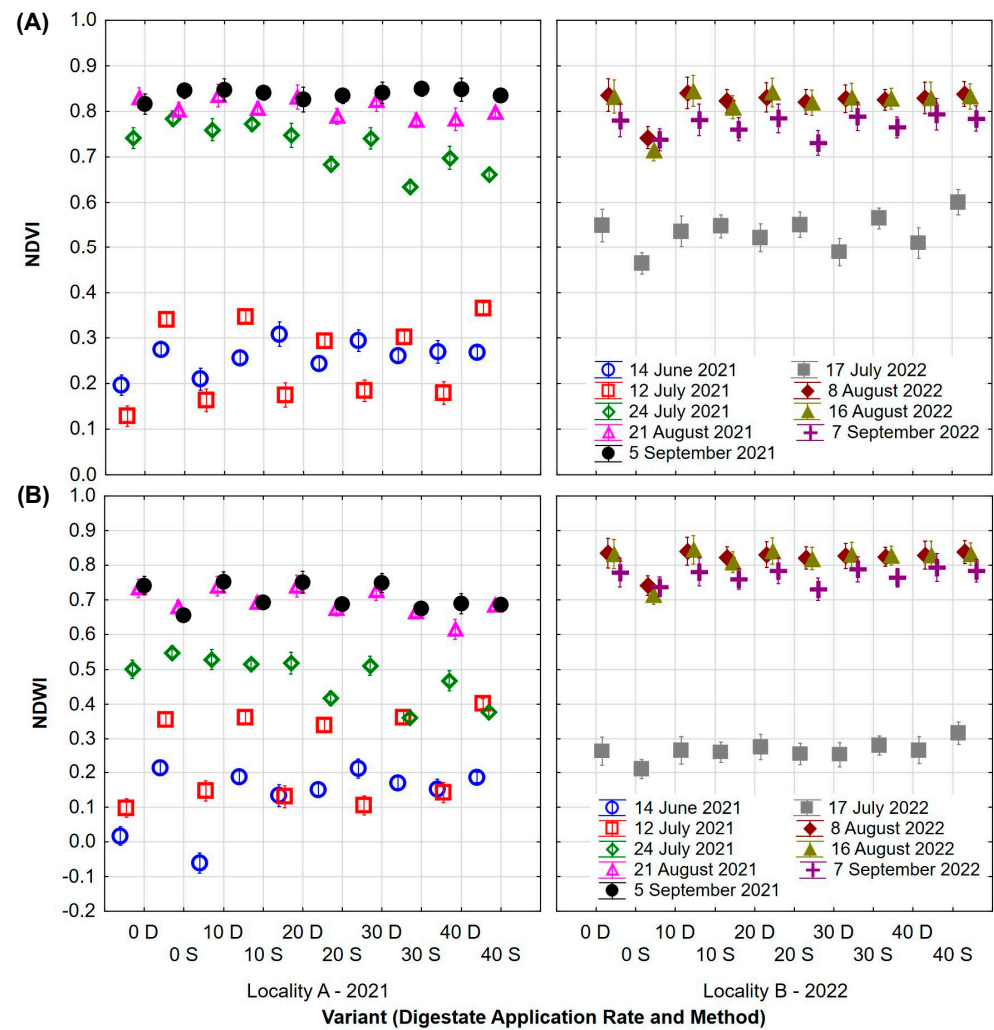 (A)
1.0
0.9
0.8
0.7
0.6
0.5
0.4
0.3
0.2
0.1
0.0
NDVI
14 June 2021
12 July 2021
24 July 2021
21 August 2021
5 September 2021
17 July 2022
8 August 2022
16 August 2022
7 September 2022
(B)
1.0
0.9
0.8
0.7
0.6
0.5
0.4
0.3
0.2
0.1
0.0
-0.1
-0.2
NDWI
14 June 2021
12 July 2021
24 July 2021
21 August 2021
5 September 2021
17 July 2022
8 August 2022
16 August 2022
7 September 2022
0 D 10 D 20 D 30 D 40 D
0 S 10 S 20 S 30 S 40 S
0 D 10 D 20 D 30 D 40 D
0 S 10 S 20 S 30 S 40 S
Locality A - 2021
Locality B - 2022
Variant (Digestate Application Rate and Method)